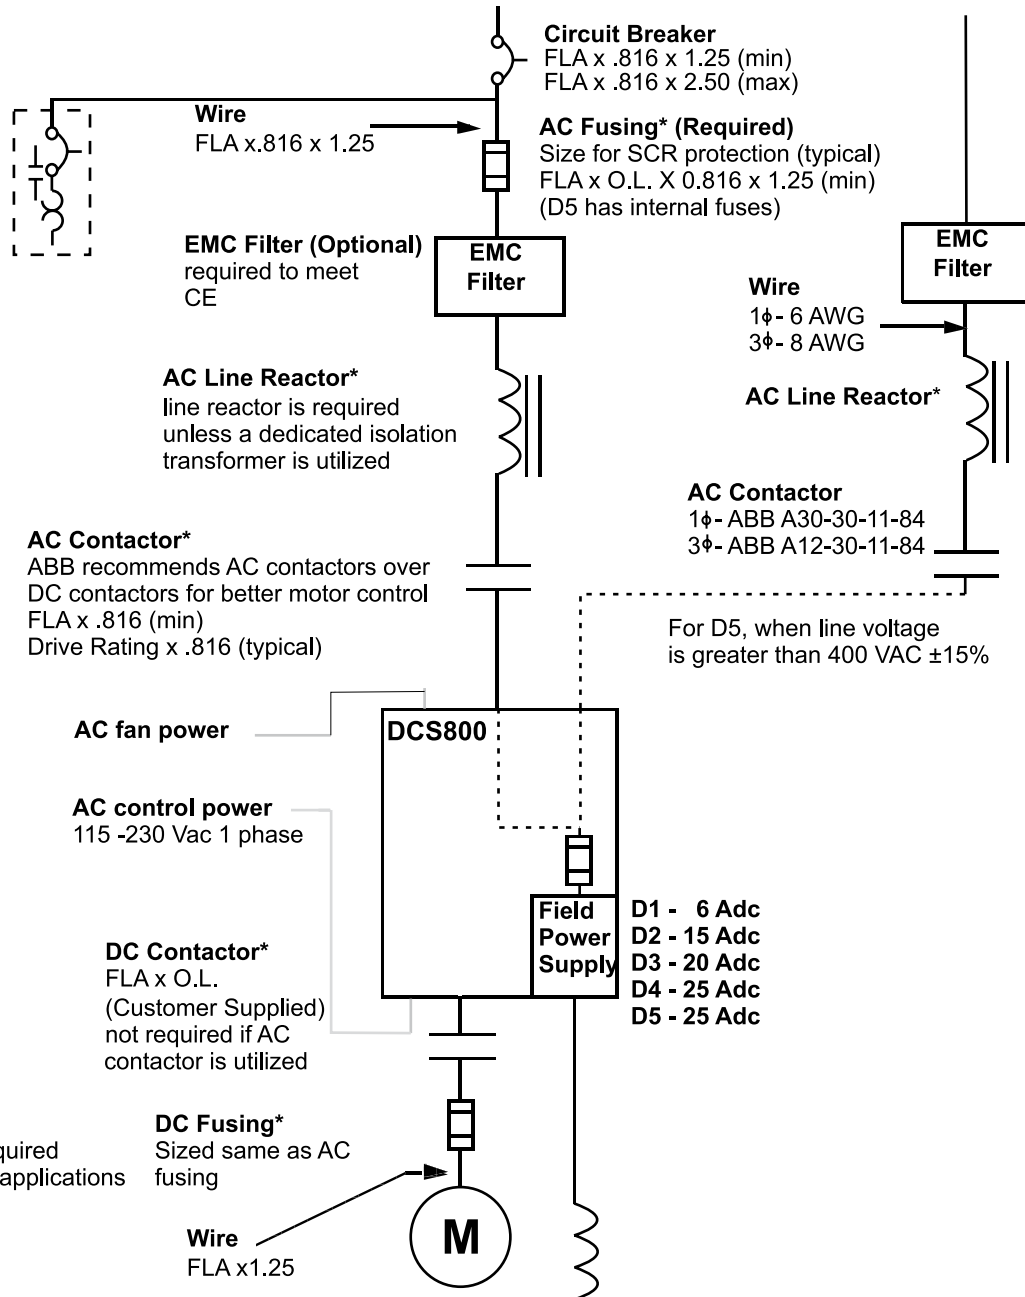 Circuit Breaker
FLA x .816 x 1.25 (min)
FLA x .816 x 2.50 (max)
Wire
FLA x.816 x 1.25
AC Fusing* (Required)
Size for SCR protection (typical)
FLA x O.L. X 0.816 x 1.25 (min)
(D5 has internal fuses)
EMC Filter (Optional)
required to meet
CE
EMC
Filter
EMC
Filter
Wire
1ϕ- 6 AWG
3ϕ- 8 AWG
AC Line Reactor*
line reactor is required
unless a dedicated isolation
transformer is utilized
AC Line Reactor*
AC Contactor
1ϕ- ABB A30-30-11-84
3ϕ- ABB A12-30-11-84
AC Contactor*
ABB recommends AC contactors over
DC contactors for better motor control
FLA x .816 (min)
Drive Rating x .816 (typical)
For D5, when line voltage
is greater than 400 VAC ±15%
AC fan power
DCS800
AC control power
115 -230 Vac 1 phase
Field
Power
Supply
D1 - 6 Adc
D2 - 15 Adc
D3 - 20 Adc
D4 - 25 Adc
D5 - 25 Adc
DC Contactor*
FLA x O.L.
(Customer Supplied)
not required if AC
contactor is utilized
DC Fusing*
Sized same as AC
fusing
applications
Wire
FLA x1.25
M